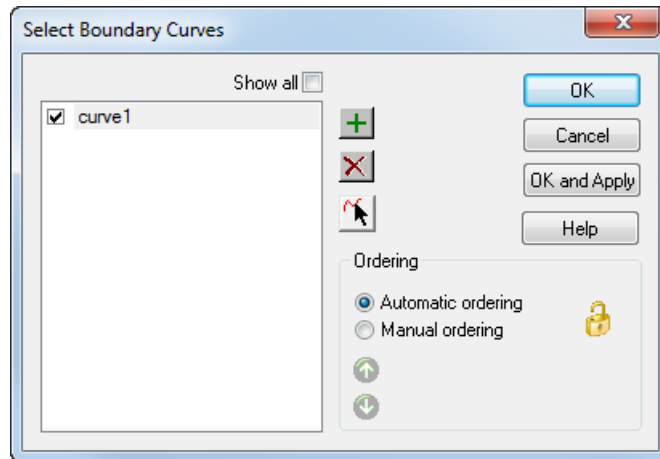 Select Boundary Curves
Show all
curve1
OK
Cancel
OK and Apply
Help
Ordering
Automatic ordering
Manual ordering